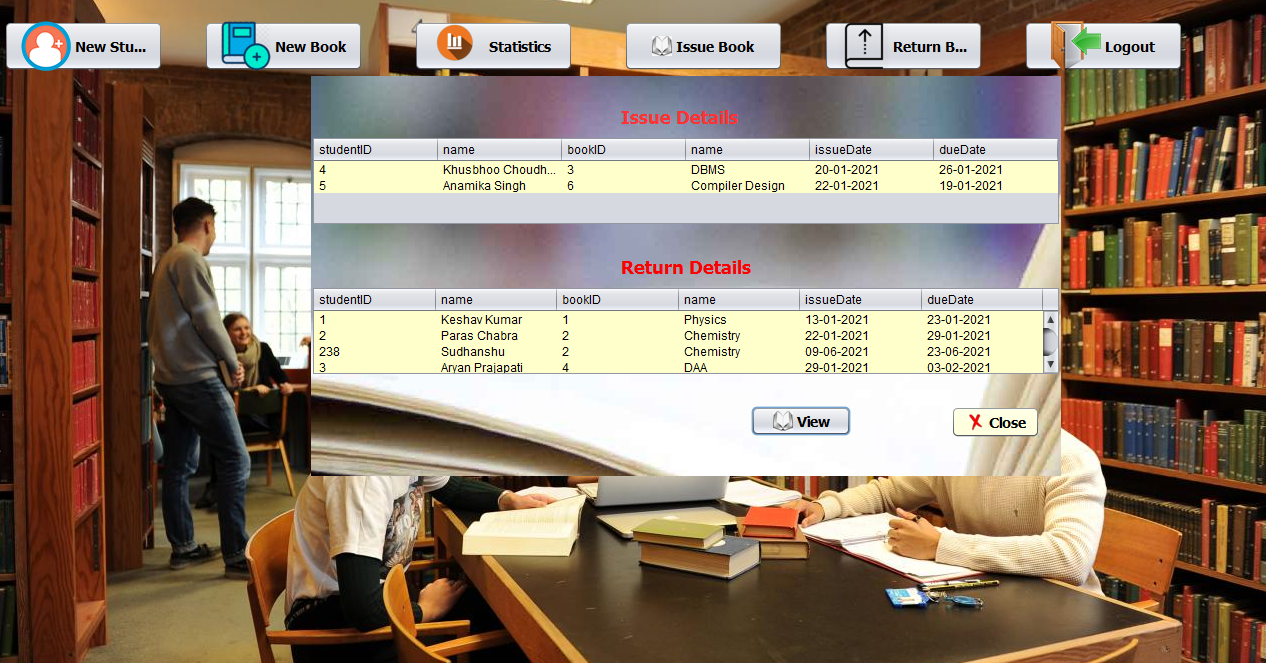 New Stu... New Book Statistics Issue Book Return B... Logout
Issue Details
studentID name bookID name issueDate dueDate
4 Khusbhoo Choudh... 3 DBMS 20-01-2021 26-01-2021
5 Anamika Singh 6 Compiler Design 22-01-2021 19-01-2021
Return Details
studentID name bookID name issueDate dueDate
1 Keshav Kumar 1 Physics 13-01-2021 23-01-2021
2 Paras Chabra 2 Chemistry 22-01-2021 29-01-2021
238 Sudhanshu 2 Chemistry 09-06-2021 23-06-2021
3 Aryan Prajapati 4 DAA 29-01-2021 03-02-2021
View Close